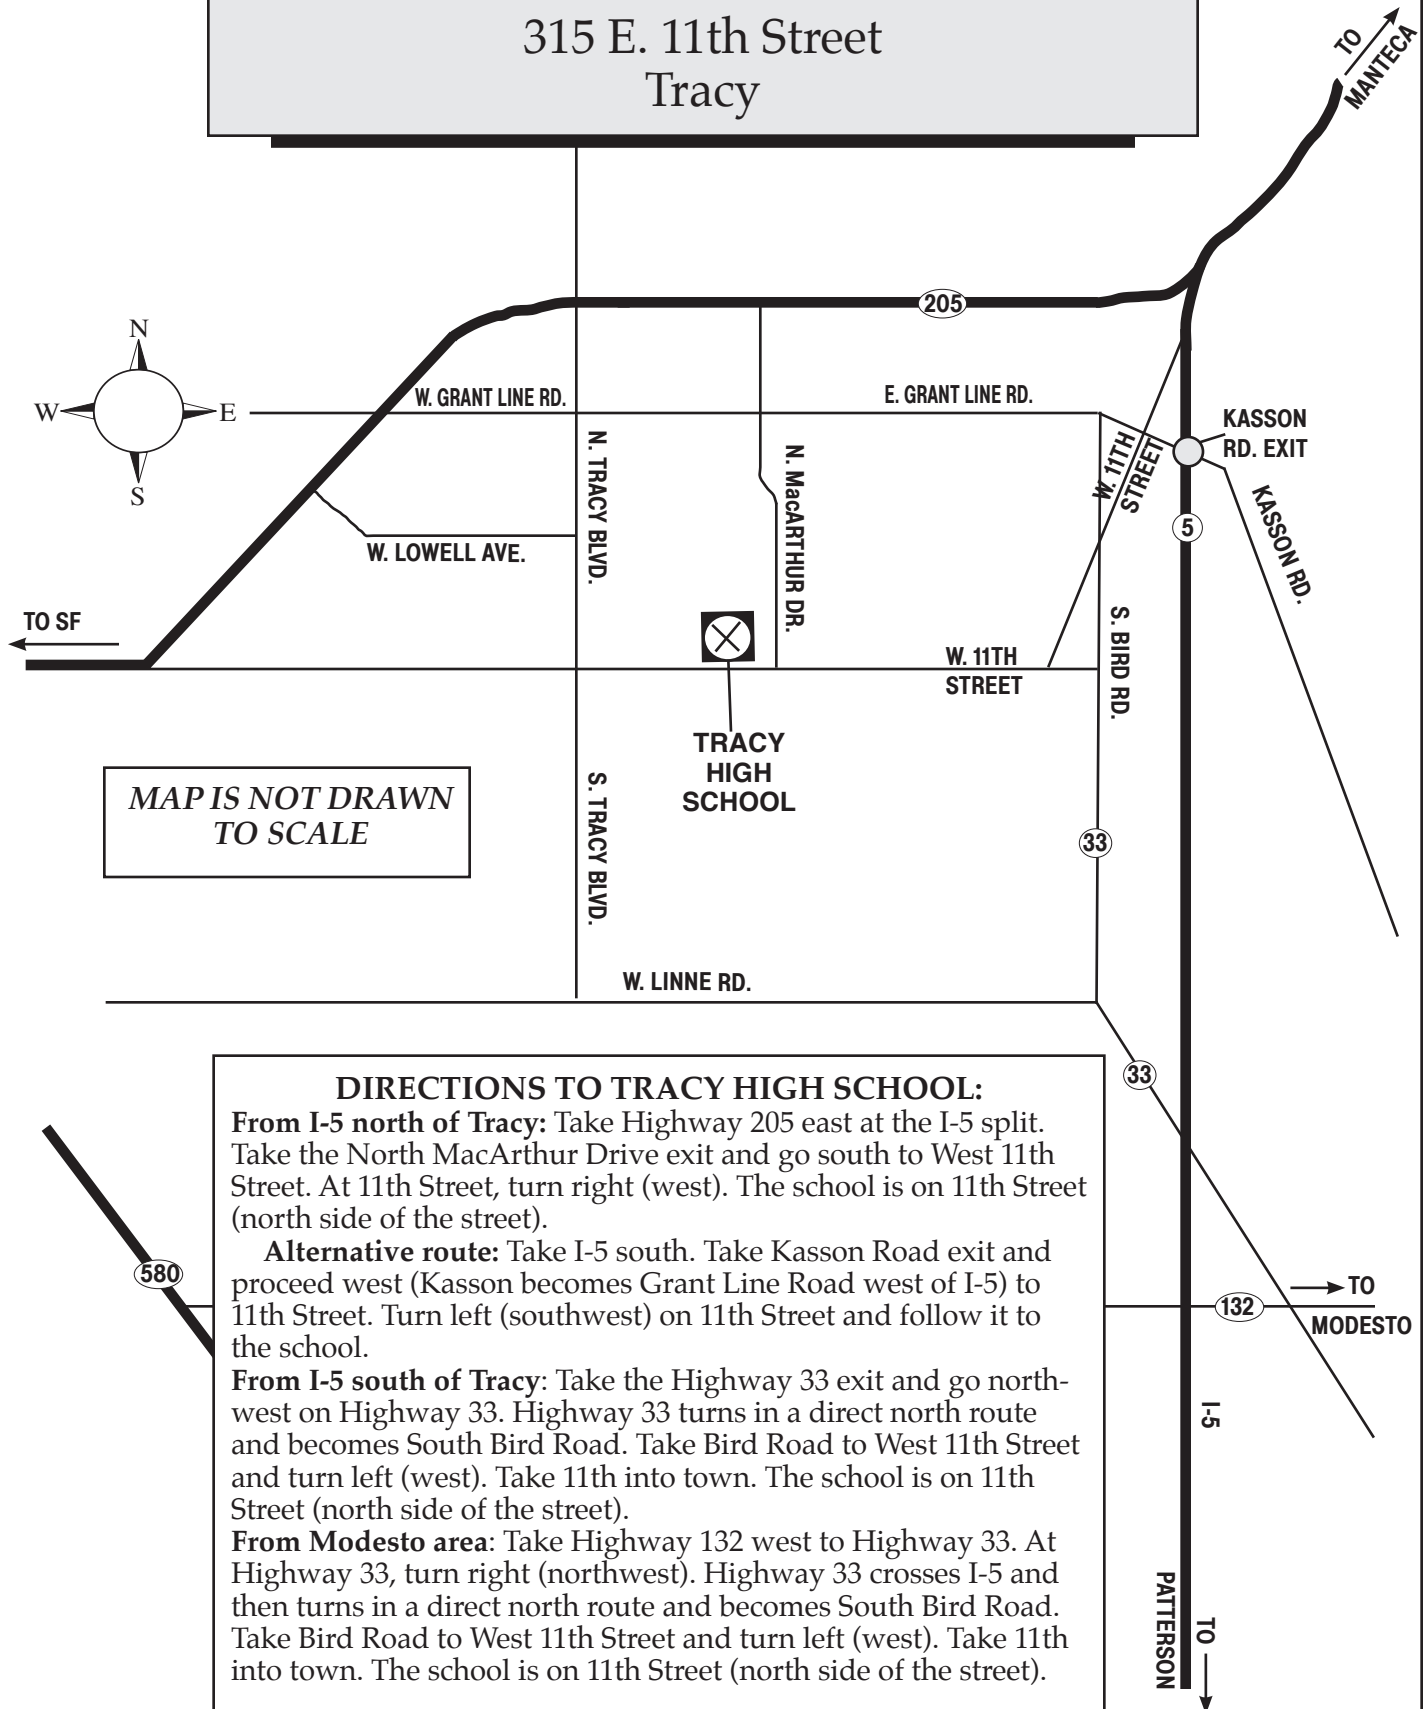 315 E. 11th Street
Tracy
TO
MANTECA
205
N
W
E
S
W. GRANT LINE RD.
E. GRANT LINE RD.
KASSON
RD. EXIT
N. TRACY BLVD.
N. MacARTHUR DR.
W. 11TH
STREET
KASSON RD.
5
W. LOWELL AVE.
TO SF
S. BIRD RD.
W. 11TH
STREET
TRACY
HIGH
SCHOOL
MAP IS NOT DRAWN
TO SCALE
S. TRACY BLVD.
33
W. LINNE RD.
33
DIRECTIONS TO TRACY HIGH SCHOOL:
From I-5 north of Tracy: Take Highway 205 east at the I-5 split.
Take the North MacArthur Drive exit and go south to West 11th
Street. At 11th Street, turn right (west). The school is on 11th Street
(north side of the street).
Alternative route: Take I-5 south. Take Kasson Road exit and
proceed west (Kasson becomes Grant Line Road west of I-5) to
11th Street. Turn left (southwest) on 11th Street and follow it to
the school.
From I-5 south of Tracy: Take the Highway 33 exit and go north-
west on Highway 33. Highway 33 turns in a direct north route
and becomes South Bird Road. Take Bird Road to West 11th Street
and turn left (west). Take 11th into town. The school is on 11th
Street (north side of the street).
From Modesto area: Take Highway 132 west to Highway 33. At
Highway 33, turn right (northwest). Highway 33 crosses I-5 and
then turns in a direct north route and becomes South Bird Road.
Take Bird Road to West 11th Street and turn left (west). Take 11th
into town. The school is on 11th Street (north side of the street).
580
132
TO
MODESTO
I-5
TO
PATTERSON